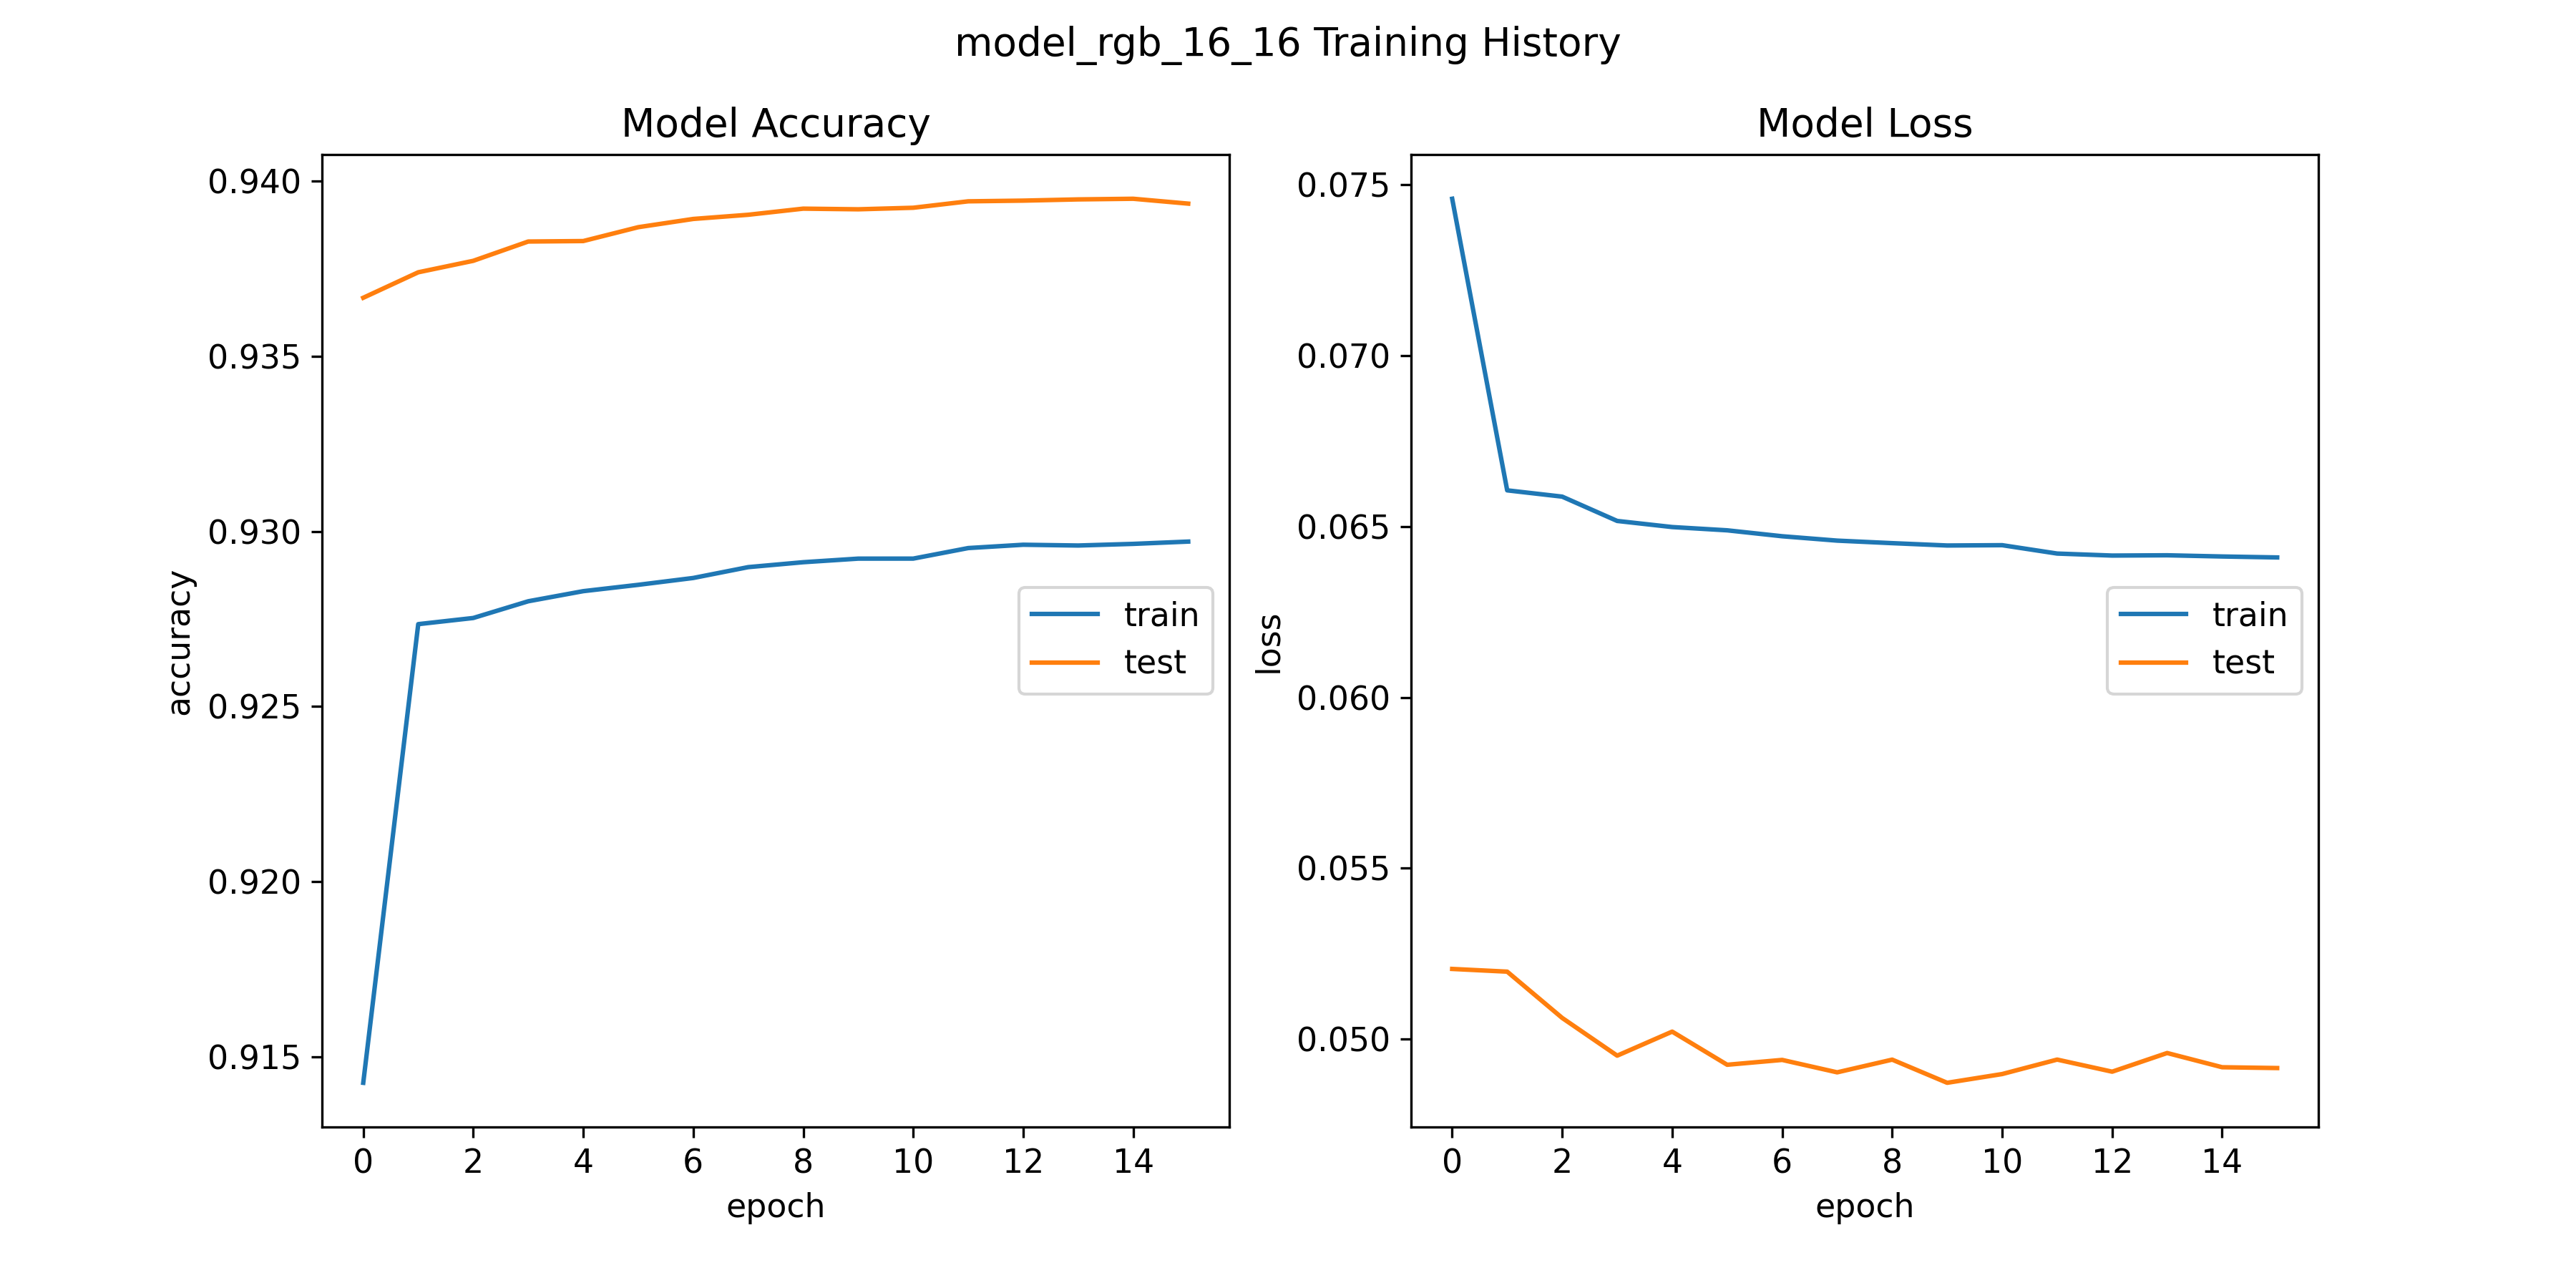 model_rgb_16_16 Training History
Model Accuracy
0.940
0.935
0.930
0.925
0.920
0.915
accuracy
train
test
0 2 4 6 8 10 12 14
epoch
Model Loss
0.075
0.070
0.065
0.060
0.055
0.050
loss
train
test
0 2 4 6 8 10 12 14
epoch